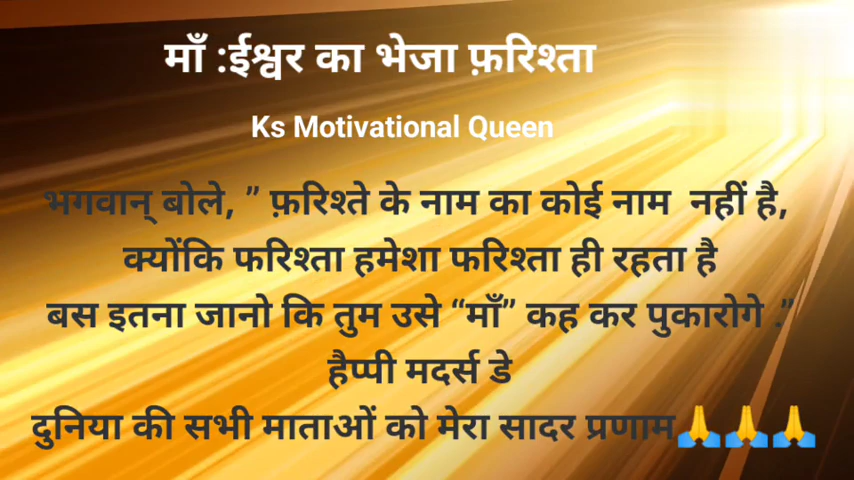 माँ :ईश्वर का भेजा फ़रिश्ता
Ks Motivational Queen
भगवान् बोले, ” फ़रिश्ते के नाम का कोई नाम नहीं है,
क्योंकि फरिश्ता हमेशा फरिश्ता ही रहता है
बस इतना जानो कि तुम उसे “माँ” कह कर पुकारोगे .”
हैप्पी मदर्स डे
दुनिया की सभी माताओं को मेरा सादर प्रणाम🙏🙏🙏